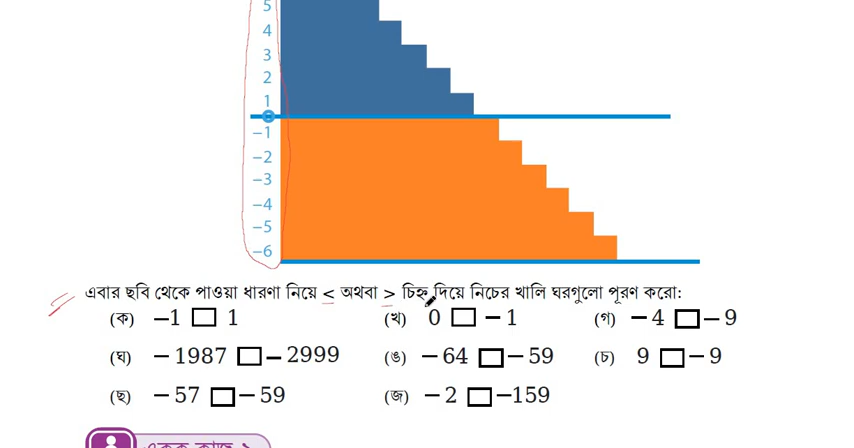 5
4
3
2
1
−1
−2
−3
−4
−5
−6
এবার ছবি থেকে পাওয়া ধারণা নিয়ে < অথবা > চিহ্ন দিয়ে নিচের খালি ঘরগুলো পূরণ করো:
(ক) −1 □ 1 (খ) 0 □ −1 (গ) −4 □ −9
(ঘ) −1987 □ −2999 (ঙ) −64 □ −59 (চ) 9 □ −9
(ছ) −57 □ −59 (জ) −2 □ −159